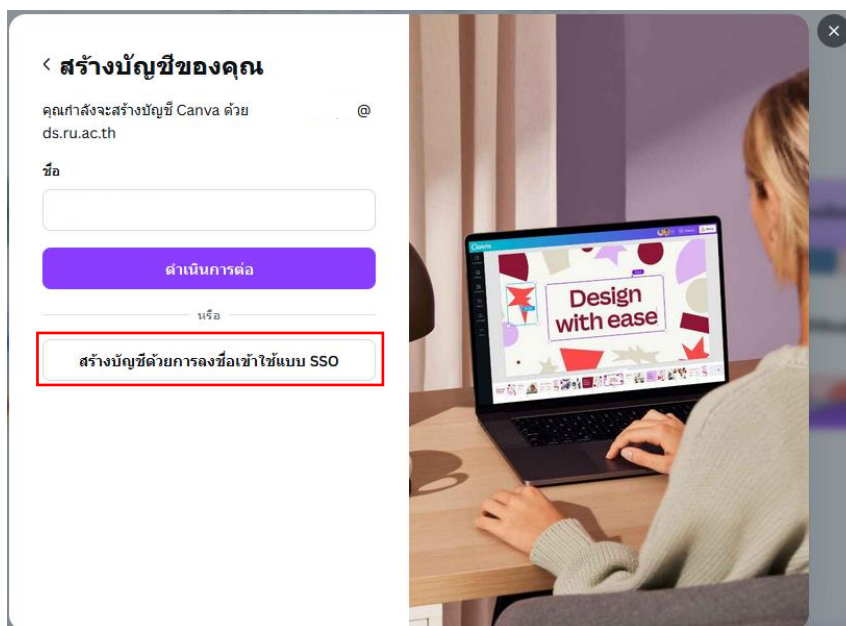 สร้างบัญชีของคุณ
คุณกำลังจะสร้างบัญชี Canva ด้วย @
ds.ru.ac.th
ชื่อ
ดำเนินการต่อ
หรือ
สร้างบัญชีด้วยการลงชื่อเข้าใช้แบบ SSO
Canva
Design
with ease